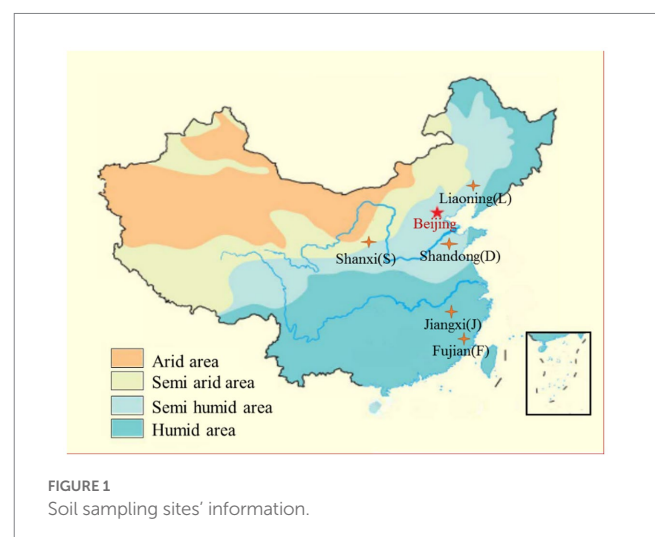 Liaoning(L)
Beijing
Shanxi(S)
Shandong(D)
Jiangxi(J)
Fujian(F)
Arid area
Semi arid area
Semi humid area
Humid area
FIGURE 1
Soil sampling sites' information.